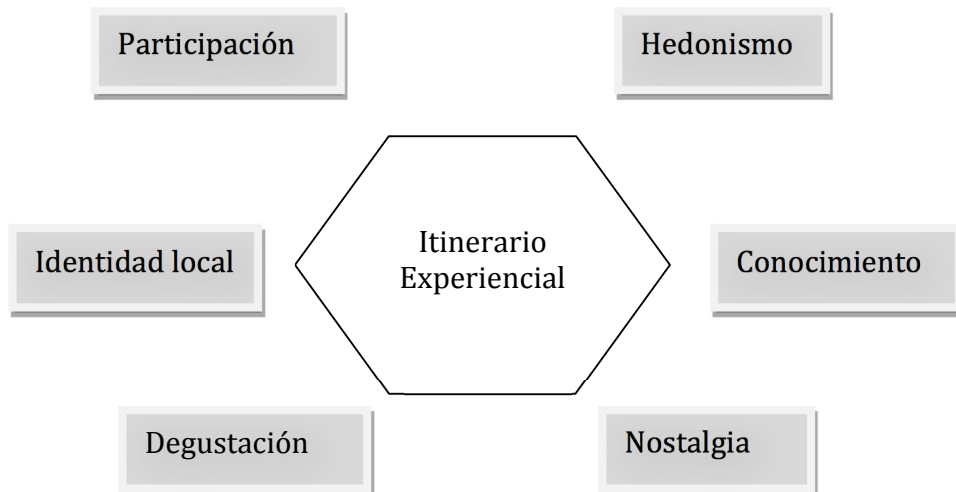 Participación
Hedonismo
Identidad local
Itinerario
Experiencial
Conocimiento
Degustación
Nostalgia